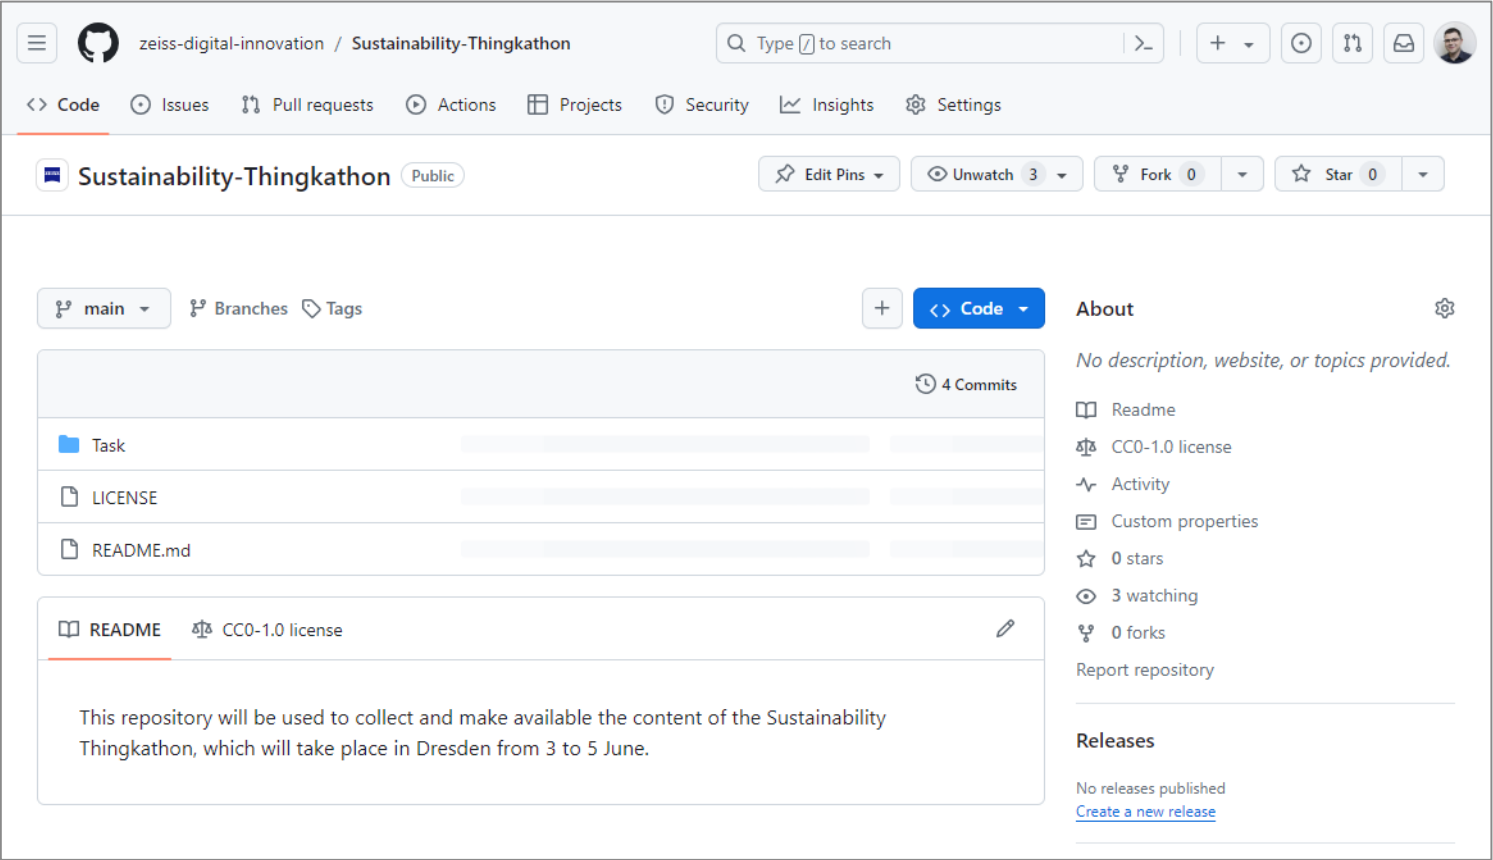 zeiss-digital-innovation / Sustainability-Thingkathon
Type / to search
Code Issues Pull requests Actions Projects Security Insights Settings
Sustainability-Thingkathon Public
Edit Pins Unwatch 3 Fork 0 Star 0
main Branches Tags
Code
4 Commits
Task
LICENSE
README.md
README CC0-1.0 license
This repository will be used to collect and make available the content of the Sustainability
Thingkathon, which will take place in Dresden from 3 to 5 June.
About
No description, website, or topics provided.
Readme
CC0-1.0 license
Activity
Custom properties
0 stars
3 watching
0 forks
Report repository
Releases
No releases published
Create a new release